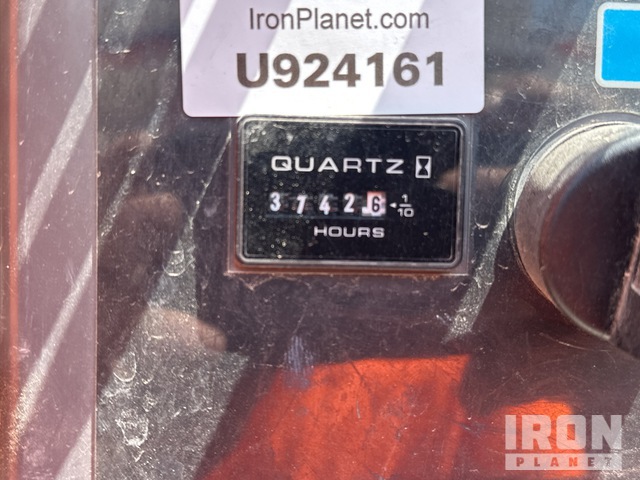 IronPlanet.com
U924161
QUARTZ
3742.6 1/10
HOURS
IRON
PLANET